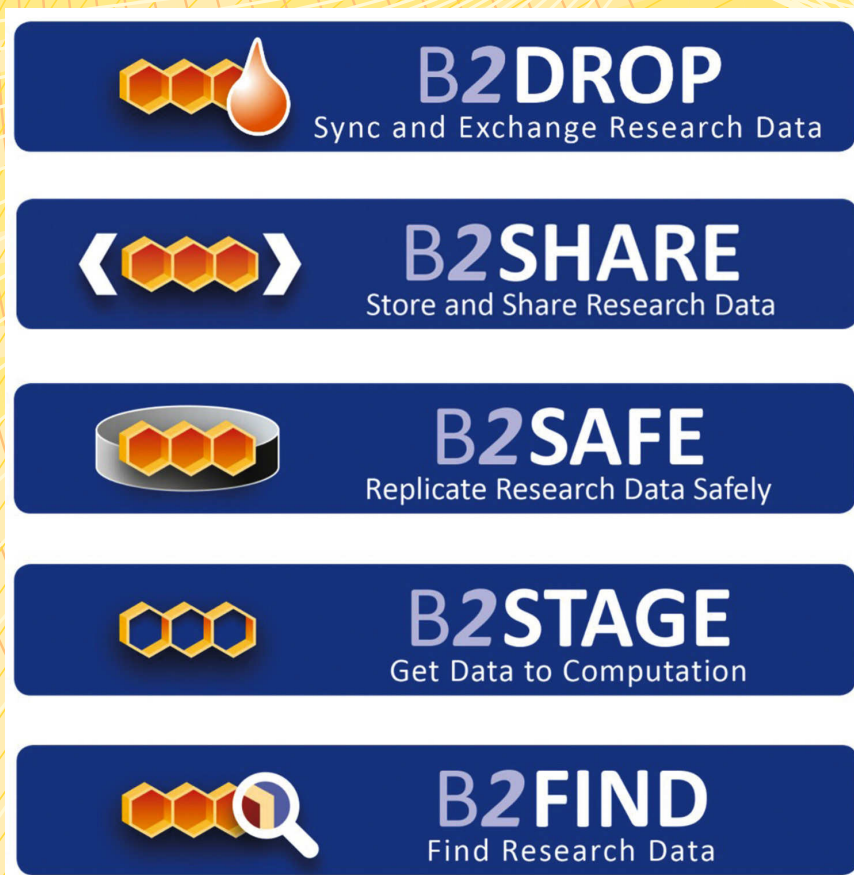 B2DROP
Sync and Exchange Research Data
B2SHARE
Store and Share Research Data
B2SAFE
Replicate Research Data Safely
B2STAGE
Get Data to Computation
B2FIND
Find Research Data